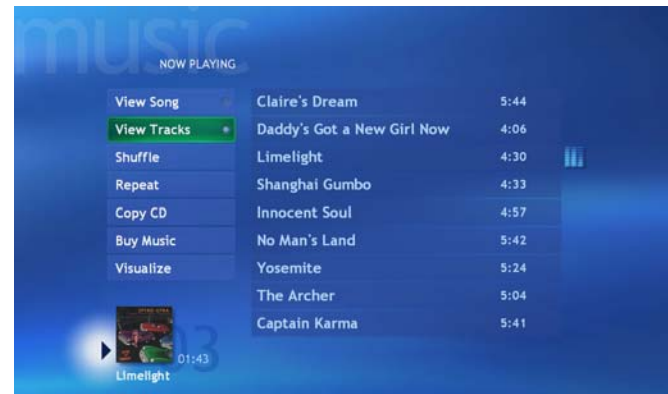 music
NOW PLAYING
View Song
View Tracks
Shuffle
Repeat
Copy CD
Buy Music
Visualize
Claire's Dream 5:44
Daddy's Got a New Girl Now 4:06
Limelight 4:30
Shanghai Gumbo 4:33
Innocent Soul 4:57
No Man's Land 5:42
Yosemite 5:24
The Archer 5:04
Captain Karma 5:41
SPYRO GYRA
03
01:43
Limelight